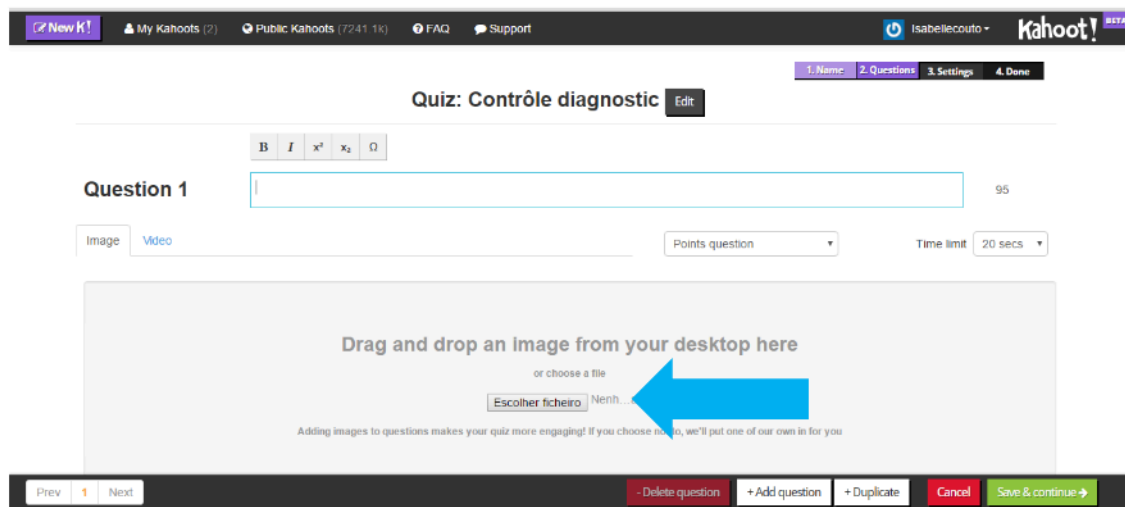 New K! My Kahoots (2) Public Kahoots (7241.1k) FAQ Support Isabellecouto Kahoot! BETA
1. Name 2. Questions 3. Settings 4. Done
Quiz: Contrôle diagnostic Edit
B I x² x₂ Ω
Question 1 95
Image Video Points question Time limit 20 secs
Drag and drop an image from your desktop here
or choose a file
Escolher ficheiro Nenh...
Adding images to questions makes your quiz more engaging! If you choose to, we'll put one of our own in for you
Prev 1 Next - Delete question + Add question + Duplicate Cancel Save & continue →